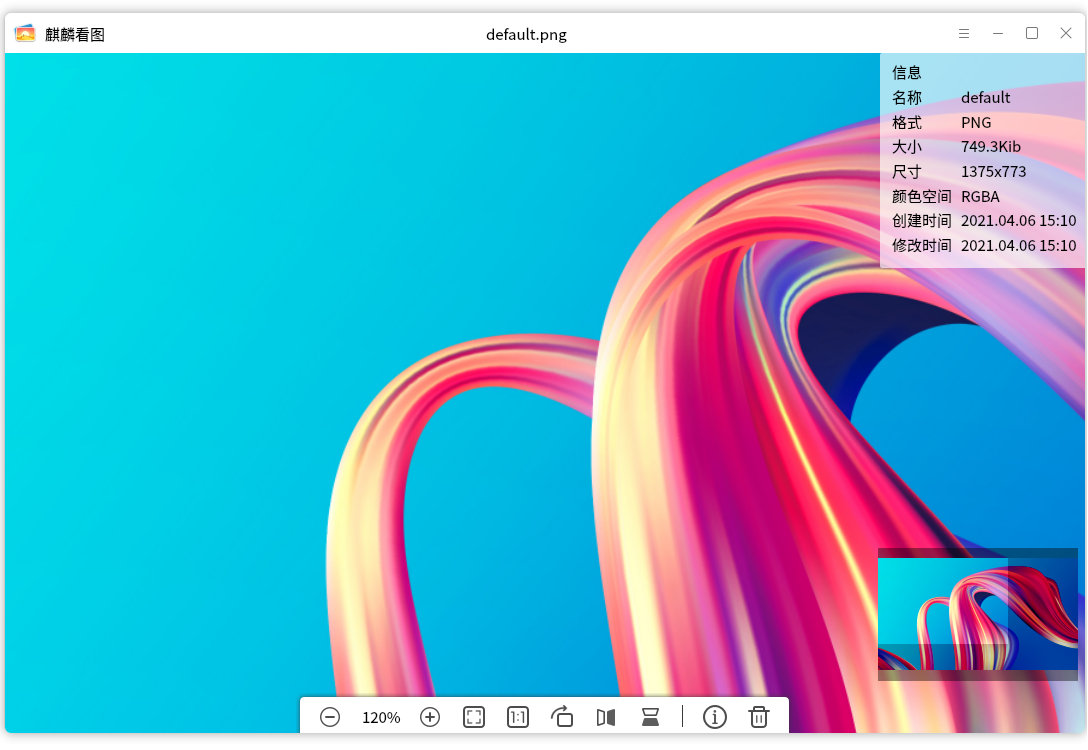 麒麟看图
default.png
信息
名称 default
格式 PNG
大小 749.3Kib
尺寸 1375x773
颜色空间 RGBA
创建时间 2021.04.06 15:10
修改时间 2021.04.06 15:10
120%
1:1